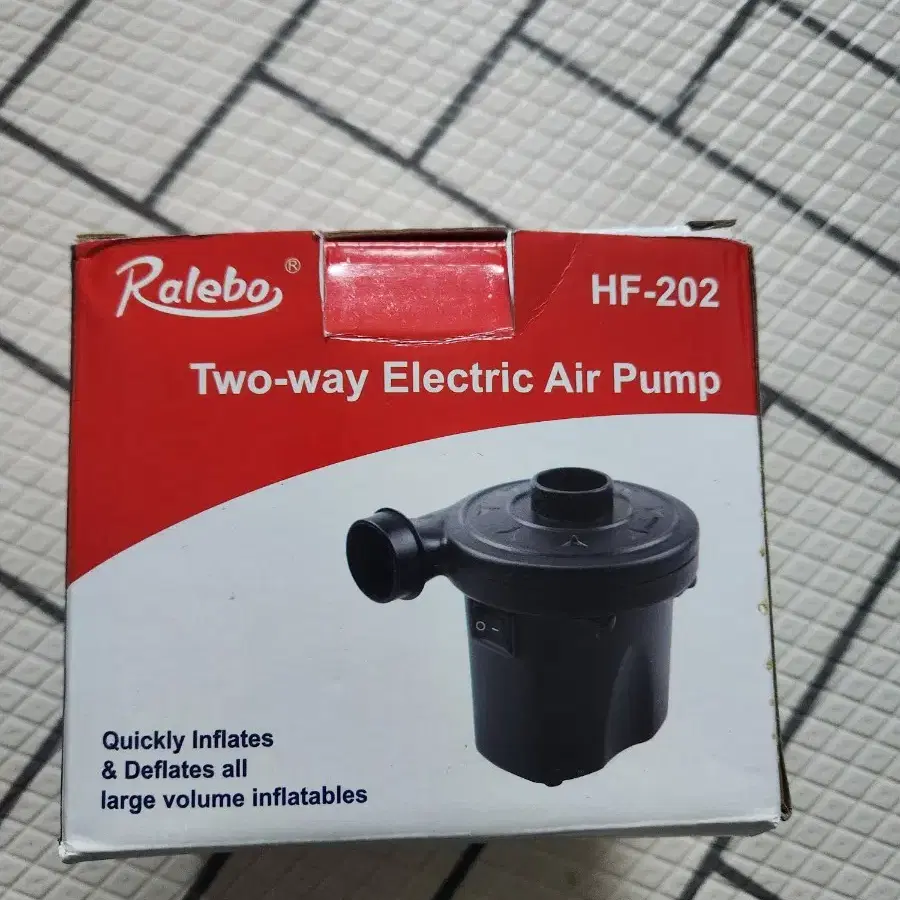 Ralebo®
HF-202
Two-way Electric Air Pump
O –
Quickly Inflates
& Deflates all
large volume inflatables